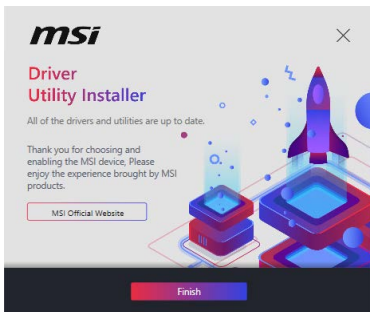 msi
Driver
Utility Installer
All of the drivers and utilities are up to date.
Thank you for choosing and
enabling the MSI device, Please
enjoy the experience brought by MSI
products.
MSI Official Website
Finish